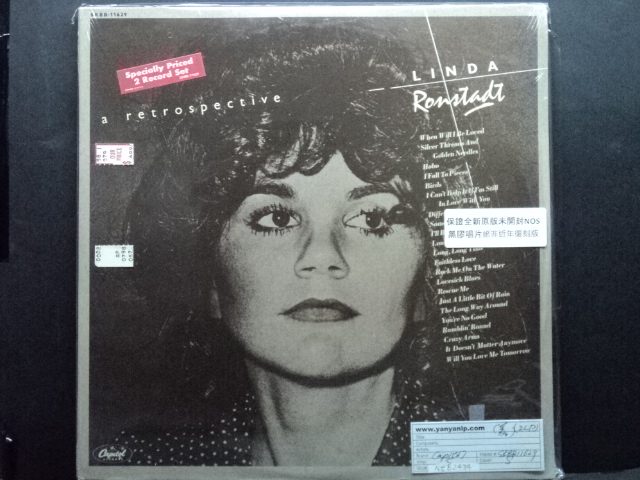 SKBB-11629
Specially Priced
2 Record Set
a retrospective
LINDA
Ronstadt
When Will I Be Loved
Silver Threads And
Golden Needles
Hobo
I Fall To Pieces
Birds
I Can't Help It If I'm Still
In Love With You
保證全新原版未開封NOS
黑膠唱片絕非近年復刻版
Long, Long Time
Faithless Love
Rock Me On The Water
Lovesick Blues
Rescue Me
Just A Little Bit Of Rain
The Long Way Around
You're No Good
Ramblin' Round
Crazy Arms
It Doesn't Matter Anymore
Will You Love Me Tomorrow
Capitol
www.yanyanlp.com
Capitol